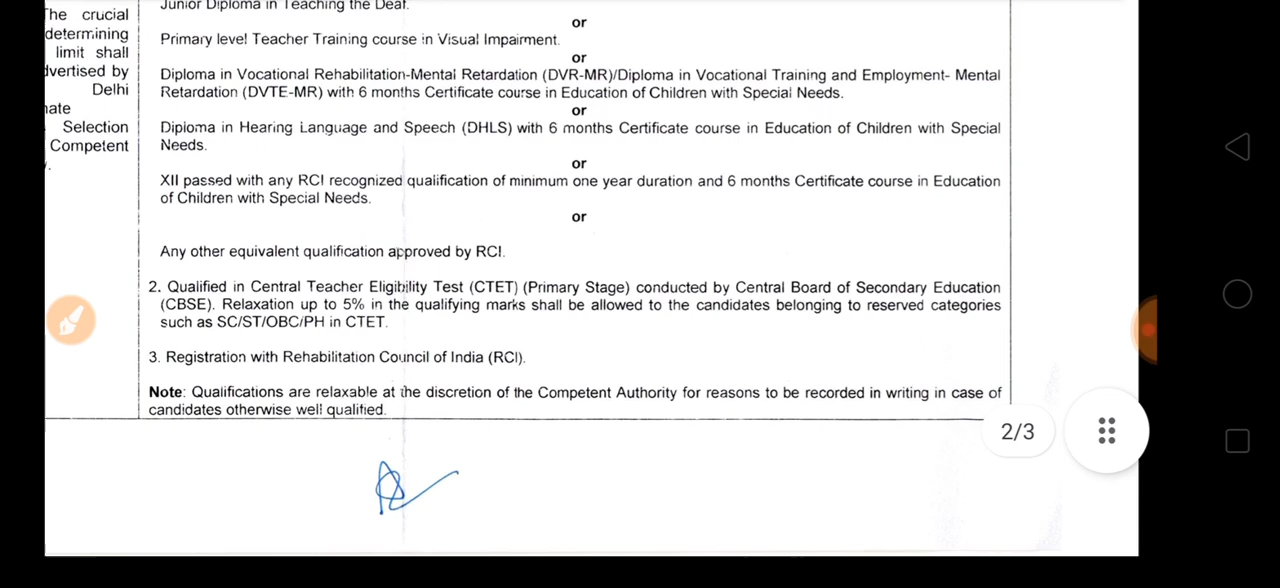 The crucial
determining
limit shall
dvertised by
Delhi
nate
Selection
Competent
Junior Diploma in Teaching the Deaf.
or
Primary level Teacher Training course in Visual Impairment.
or
Diploma in Vocational Rehabilitation-Mental Retardation (DVR-MR)/Diploma in Vocational Training and Employment- Mental
Retardation (DVTE-MR) with 6 months Certificate course in Education of Children with Special Needs.
or
Diploma in Hearing Language and Speech (DHLS) with 6 months Certificate course in Education of Children with Special
Needs.
or
XII passed with any RCI recognized qualification of minimum one year duration and 6 months Certificate course in Education
of Children with Special Needs.
or
Any other equivalent qualification approved by RCI.
2. Qualified in Central Teacher Eligibility Test (CTET) (Primary Stage) conducted by Central Board of Secondary Education
(CBSE). Relaxation up to 5% in the qualifying marks shall be allowed to the candidates belonging to reserved categories
such as SC/ST/OBC/PH in CTET.
3. Registration with Rehabilitation Council of India (RCI).
Note: Qualifications are relaxable at the discretion of the Competent Authority for reasons to be recorded in writing in case of
candidates otherwise well qualified.
2/3